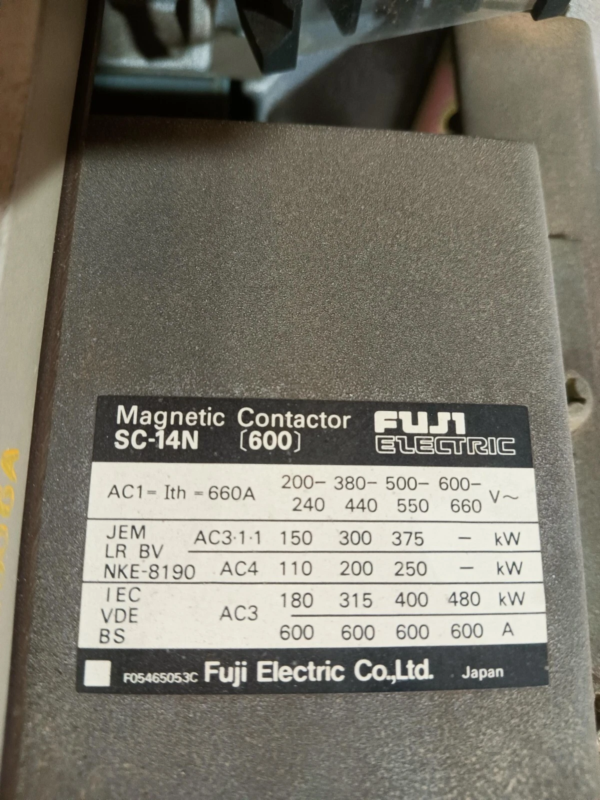 Magnetic Contactor FUJI
SC-14N [600] ELECTRIC
AC1= Ith = 660A 200- 380- 500- 600- V~
240 440 550 660
JEM AC3·1·1 150 300 375 — kW
LR BV
NKE-8190 AC4 110 200 250 — kW
IEC 180 315 400 480 kW
VDE AC3
BS 600 600 600 600 A
F05465053C Fuji Electric Co.,Ltd. Japan